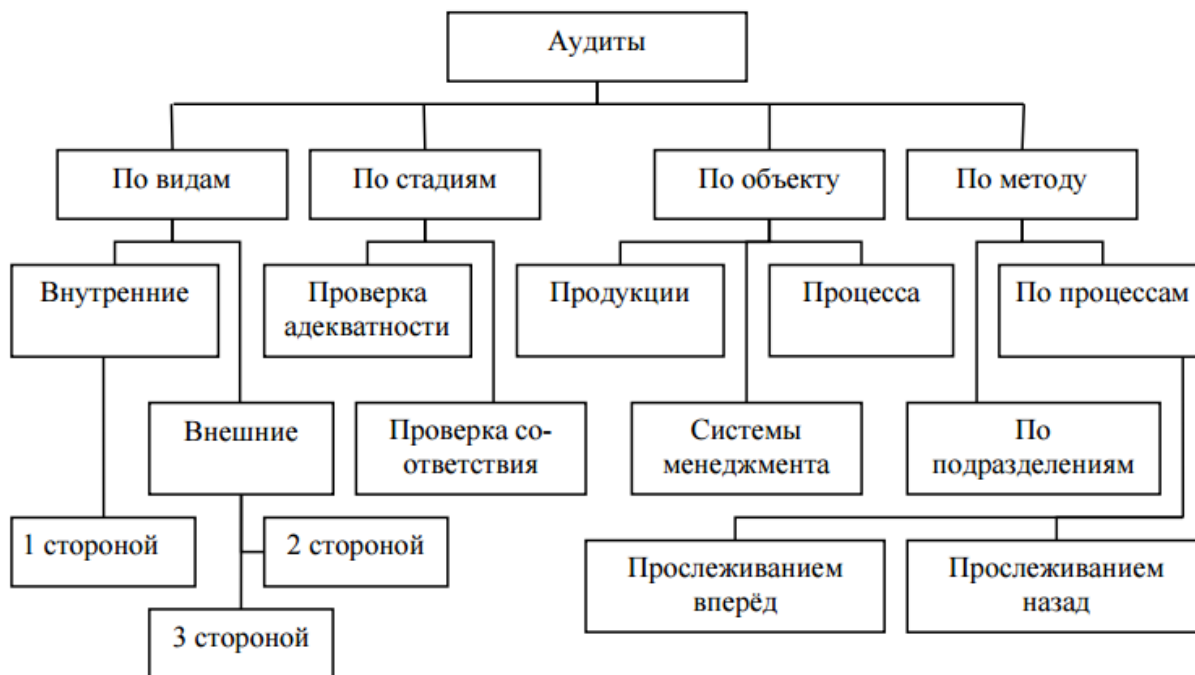 Аудиты
По видам
По стадиям
По объекту
По методу
Внутренние
Проверка
адекватности
Продукции
Процесса
По процессам
Внешние
Проверка со-
ответствия
Системы
менеджмента
По
подразделениям
1 стороной
2 стороной
Прослеживанием
вперёд
Прослеживанием
назад
3 стороной